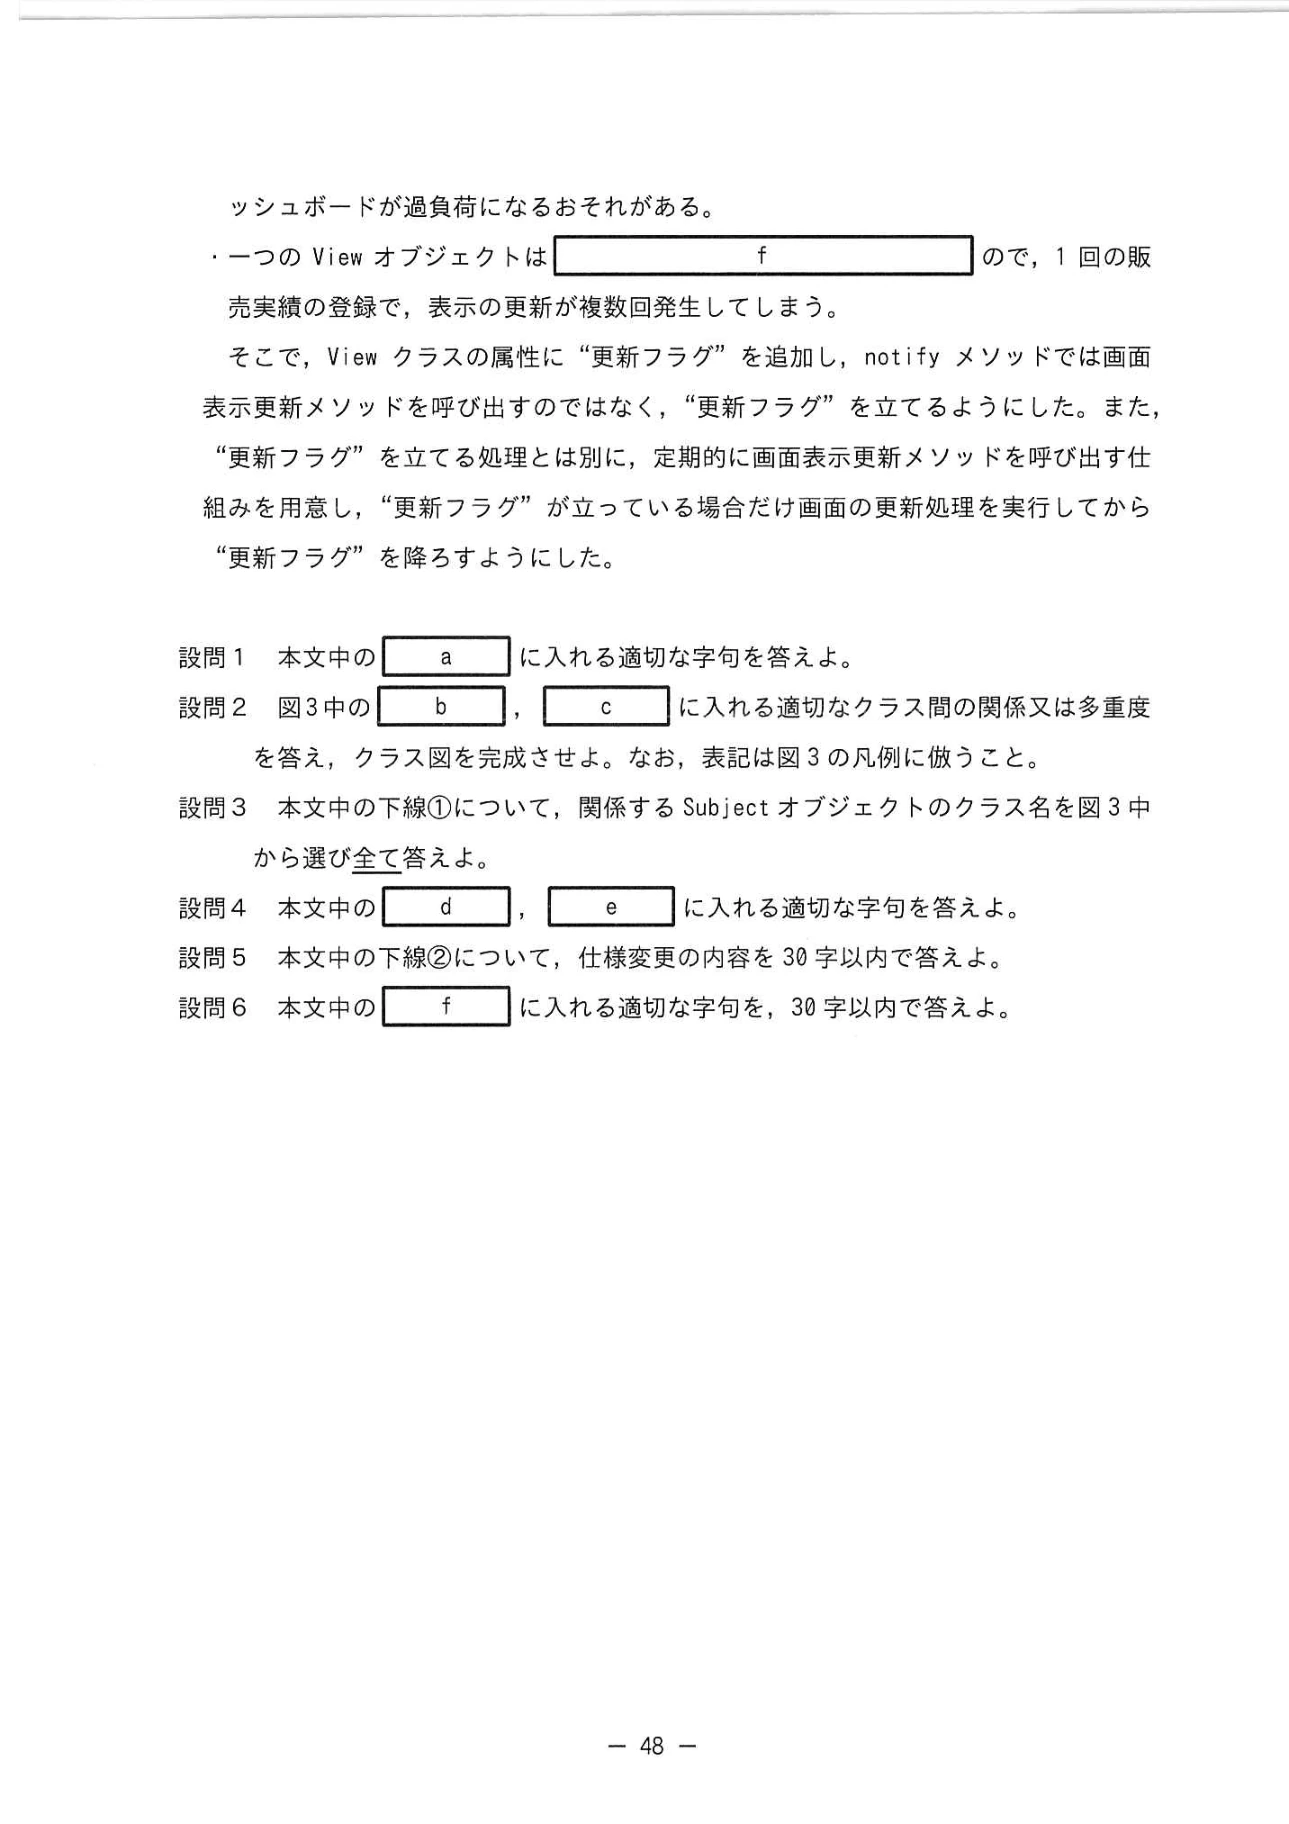 ッシュボードが過負荷になるおそれがある。
・一つの View オブジェクトは f ので，1 回の販
売実績の登録で，表示の更新が複数回発生してしまう。
そこで，View クラスの属性に“更新フラグ”を追加し，notify メソッドでは画面
表示更新メソッドを呼び出すのではなく，“更新フラグ”を立てるようにした。また，
“更新フラグ”を立てる処理とは別に，定期的に画面表示更新メソッドを呼び出す仕
組みを用意し，“更新フラグ”が立っている場合だけ画面の更新処理を実行してから
“更新フラグ”を降ろすようにした。
設問1 本文中の a に入れる適切な字句を答えよ。
設問2 図3中の b ， c に入れる適切なクラス間の関係又は多重度
を答え，クラス図を完成させよ。なお，表記は図3の凡例に倣うこと。
設問3 本文中の下線①について，関係する Subject オブジェクトのクラス名を図3中
から選び全て答えよ。
設問4 本文中の d ， e に入れる適切な字句を答えよ。
設問5 本文中の下線②について，仕様変更の内容を 30 字以内で答えよ。
設問6 本文中の f に入れる適切な字句を，30 字以内で答えよ。
－ 48 －